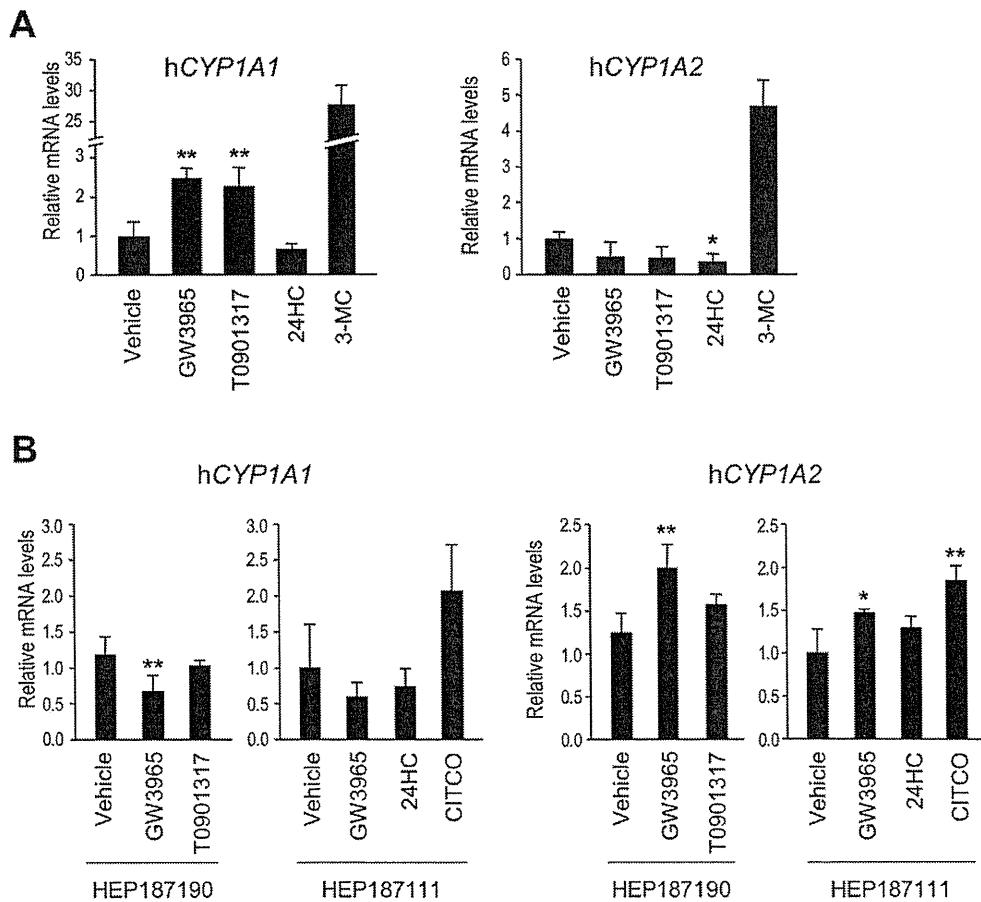 A
hCYP1A1
Relative mRNA levels
35
30
25
3
2
1
0
**
**
Vehicle
GW3965
T0901317
24HC
3-MC
hCYP1A2
Relative mRNA levels
6
5
4
3
2
1
0
*
Vehicle
GW3965
T0901317
24HC
3-MC
B
hCYP1A1
Relative mRNA levels
3.0
2.5
2.0
1.5
1.0
0.5
0.0
**
Vehicle
GW3965
T0901317
HEP187190
3.0
2.5
2.0
1.5
1.0
0.5
0.0
Vehicle
GW3965
24HC
CITCO
HEP187111
hCYP1A2
Relative mRNA levels
2.5
2.0
1.5
1.0
0.5
0.0
**
Vehicle
GW3965
T0901317
HEP187190
2.5
2.0
1.5
1.0
0.5
0.0
*
**
Vehicle
GW3965
24HC
CITCO
HEP187111